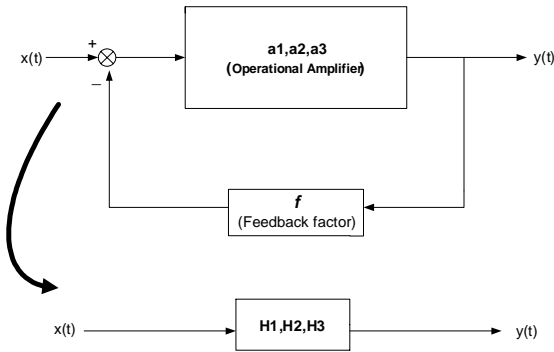 a1,a2,a3
(Operational Amplifier)
+
x(t)
y(t)
–
f
(Feedback factor)
x(t)
H1,H2,H3
y(t)